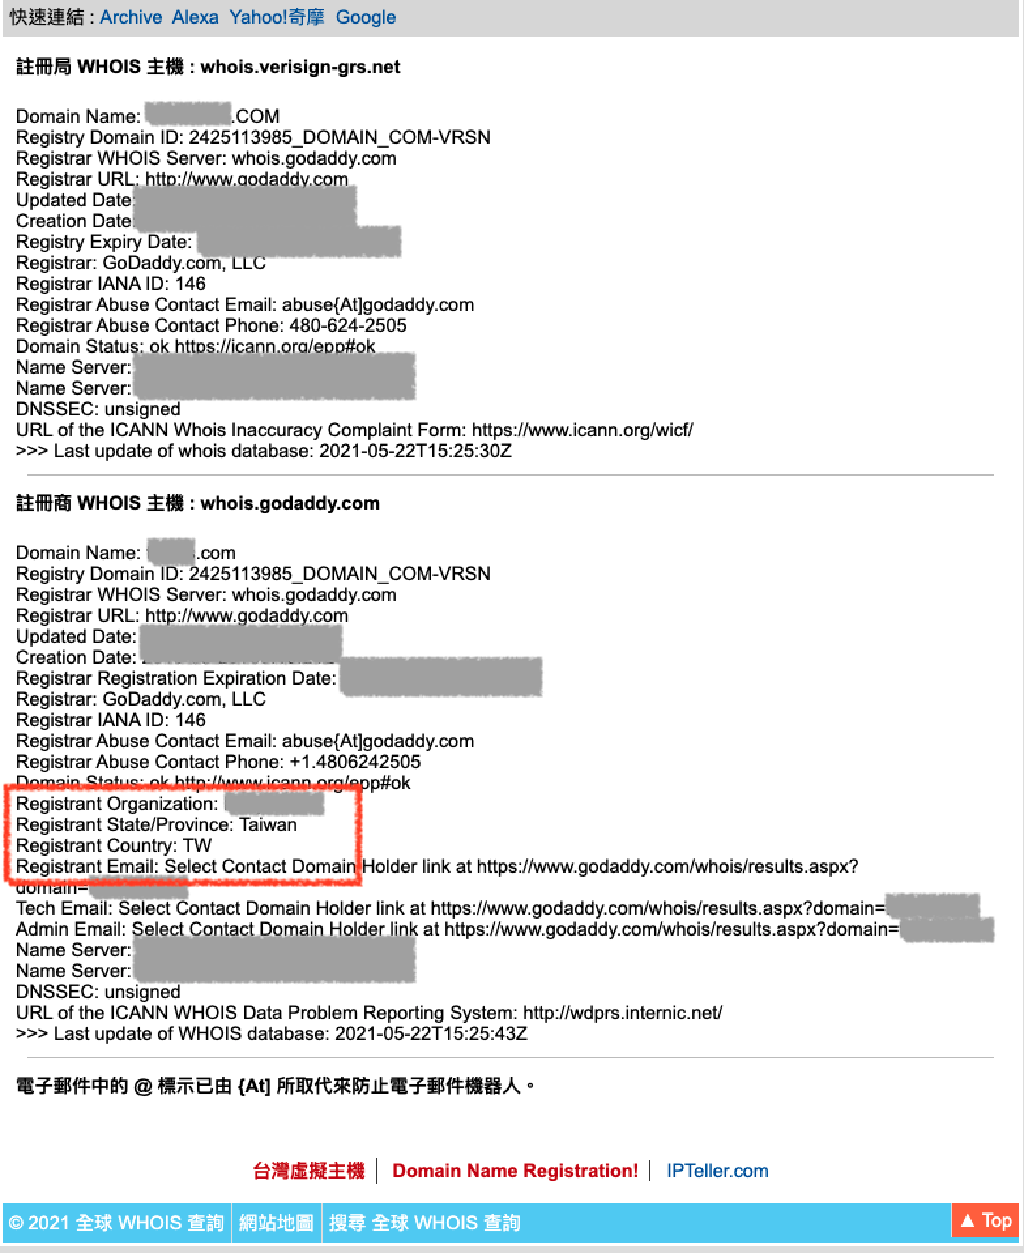 快速連結 : Archive Alexa Yahoo!奇摩 Google
註冊局 WHOIS 主機 : whois.verisign-grs.net
Domain Name: .COM
Registry Domain ID: 2425113985_DOMAIN_COM-VRSN
Registrar WHOIS Server: whois.godaddy.com
Registrar URL: http://www.godaddy.com
Updated Date:
Creation Date:
Registry Expiry Date:
Registrar: GoDaddy.com, LLC
Registrar IANA ID: 146
Registrar Abuse Contact Email: abuse{At]godaddy.com
Registrar Abuse Contact Phone: 480-624-2505
Domain Status: ok https://icann.org/epp#ok
Name Server:
Name Server:
DNSSEC: unsigned
URL of the ICANN Whois Inaccuracy Complaint Form: https://www.icann.org/wicf/
>>> Last update of whois database: 2021-05-22T15:25:30Z
註冊商 WHOIS 主機 : whois.godaddy.com
Domain Name: .com
Registry Domain ID: 2425113985_DOMAIN_COM-VRSN
Registrar WHOIS Server: whois.godaddy.com
Registrar URL: http://www.godaddy.com
Updated Date:
Creation Date:
Registrar Registration Expiration Date:
Registrar: GoDaddy.com, LLC
Registrar IANA ID: 146
Registrar Abuse Contact Email: abuse{At]godaddy.com
Registrar Abuse Contact Phone: +1.4806242505
Domain Status: ok http://www.icann.org/epp#ok
Registrant Organization:
Registrant State/Province: Taiwan
Registrant Country: TW
Registrant Email: Select Contact Domain Holder link at https://www.godaddy.com/whois/results.aspx?
domain=
Tech Email: Select Contact Domain Holder link at https://www.godaddy.com/whois/results.aspx?domain=
Admin Email: Select Contact Domain Holder link at https://www.godaddy.com/whois/results.aspx?domain=
Name Server:
Name Server:
DNSSEC: unsigned
URL of the ICANN WHOIS Data Problem Reporting System: http://wdprs.internic.net/
>>> Last update of WHOIS database: 2021-05-22T15:25:43Z
電子郵件中的 @ 標示已由 {At] 所取代來防止電子郵件機器人。
台灣虛擬主機 | Domain Name Registration! | IPTeller.com
© 2021 全球 WHOIS 查詢 網站地圖 搜尋 全球 WHOIS 查詢 ▲ Top